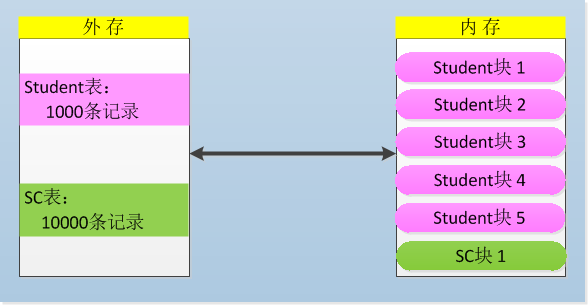 外 存
Student表：
1000条记录
SC表：
10000条记录
内 存
Student块 1
Student块 2
Student块 3
Student块 4
Student块 5
SC块 1